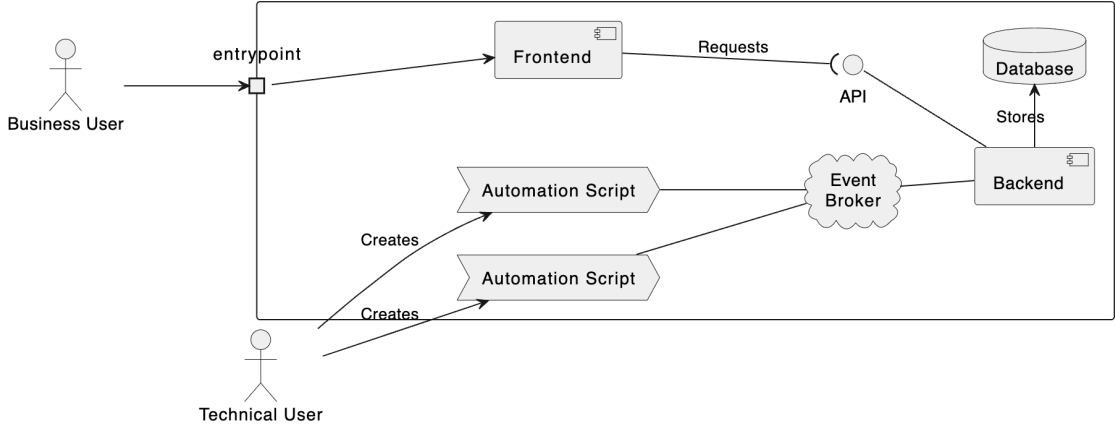 entrypoint
Frontend
Requests
API
Database
Stores
Business User
Automation Script
Event
Broker
Backend
Creates
Automation Script
Creates
Technical User